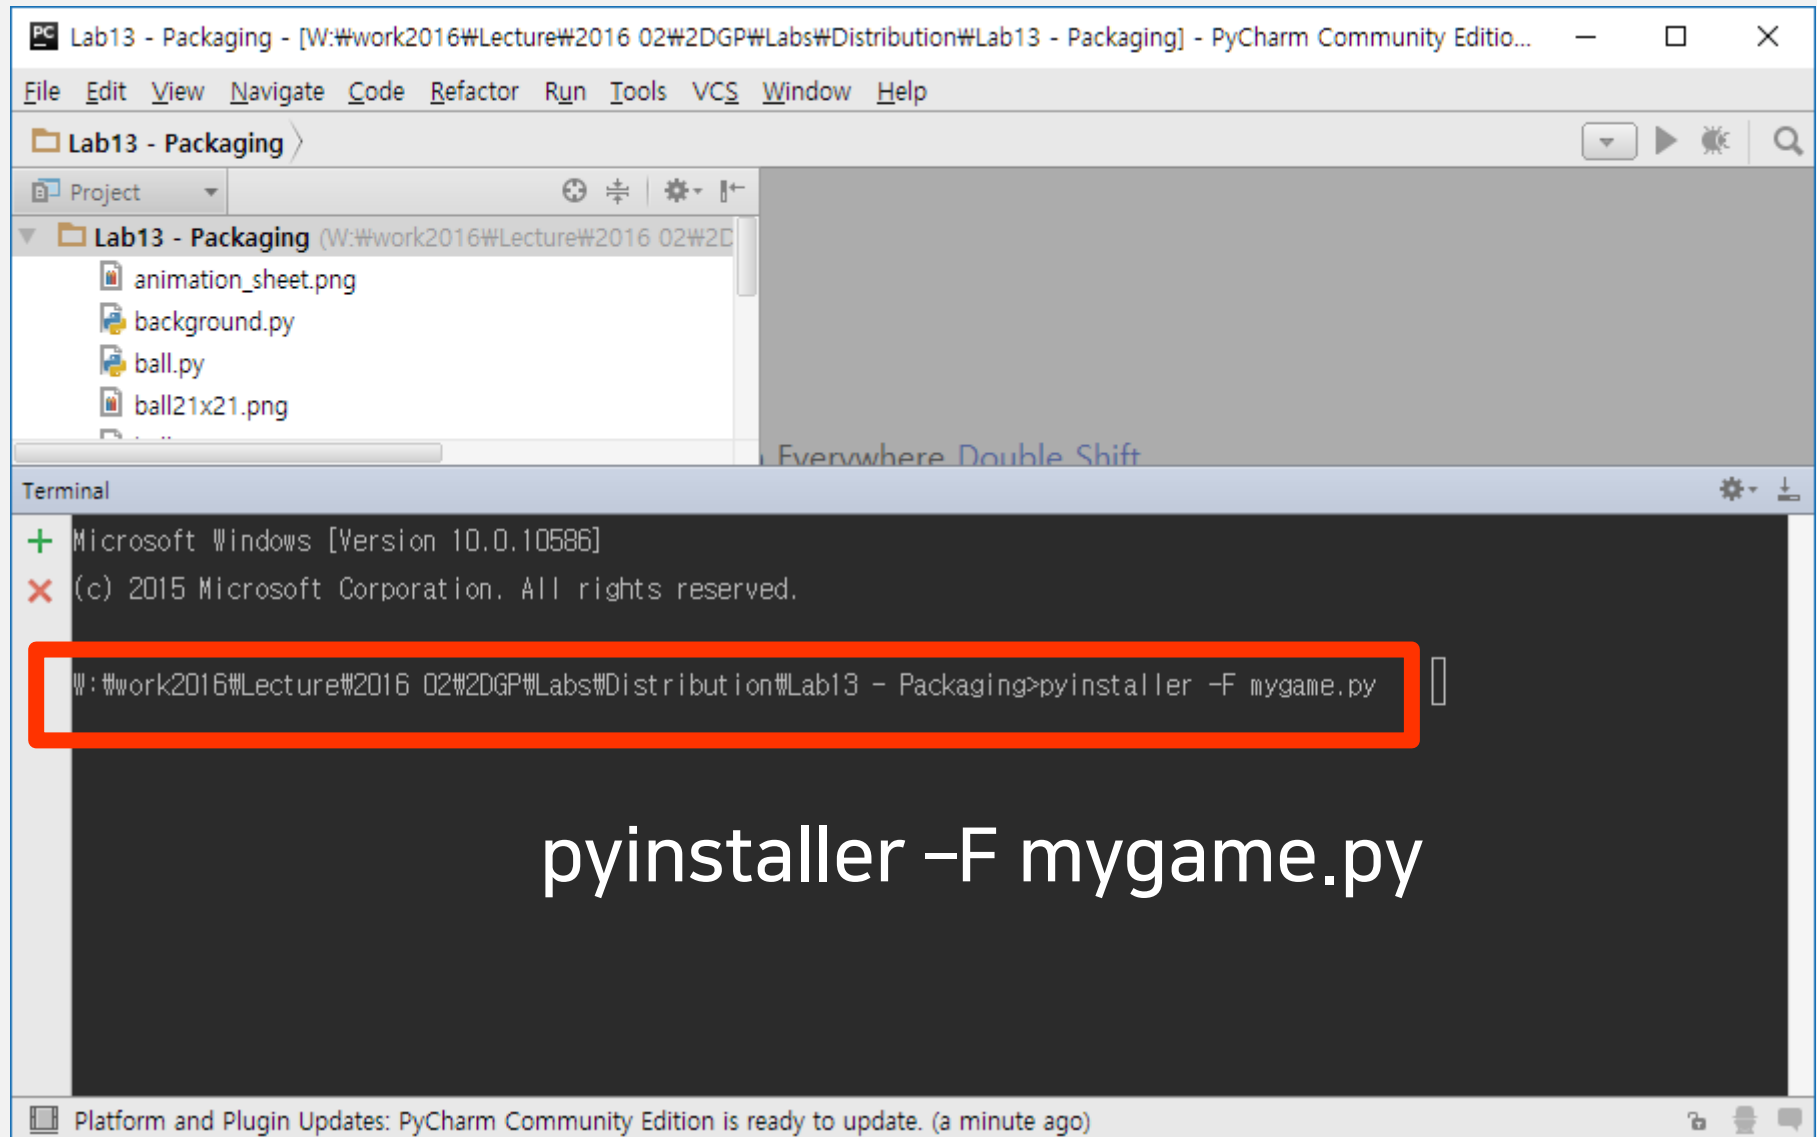 Lab13 - Packaging - [W:₩work2016₩Lecture₩2016 02₩2DGP₩Labs₩Distribution₩Lab13 - Packaging] - PyCharm Community Editio...
File Edit View Navigate Code Refactor Run Tools VCS Window Help
Lab13 - Packaging
Project
Lab13 - Packaging (W:₩work2016₩Lecture₩2016 02₩2D
animation_sheet.png
background.py
ball.py
ball21x21.png
Everywhere Double Shift
Terminal
Microsoft Windows [Version 10.0.10586]
(c) 2015 Microsoft Corporation. All rights reserved.
W:₩work2016₩Lecture₩2016 02₩2DGP₩Labs₩Distribution₩Lab13 - Packaging>pyinstaller -F mygame.py
pyinstaller –F mygame.py
Platform and Plugin Updates: PyCharm Community Edition is ready to update. (a minute ago)